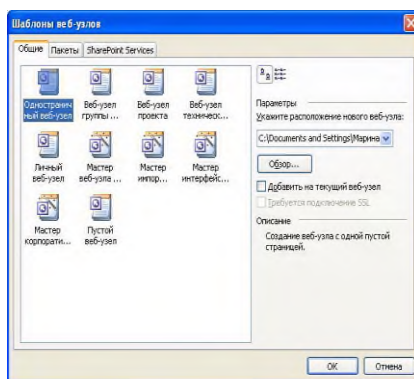 Шаблоны веб-узлов
Общие Пакеты SharePoint Services
Одностранич
ный веб-узел
Веб-узел
группы ...
Веб-узел
проекта
Веб-узел
техническ...
Личный
веб-узел
Мастер
веб-узла ...
Мастер
импор...
Мастер
интерфейс...
Мастер
корпорати...
Пустой
веб-узел
Параметры
Укажите расположение нового веб-узла:
C:\Documents and Settings\Марина
Обзор...
Добавить на текущий веб-узел
Требуется подключение SSL
Описание
Создание веб-узла с одной пустой
страницей.
ОК Отмена